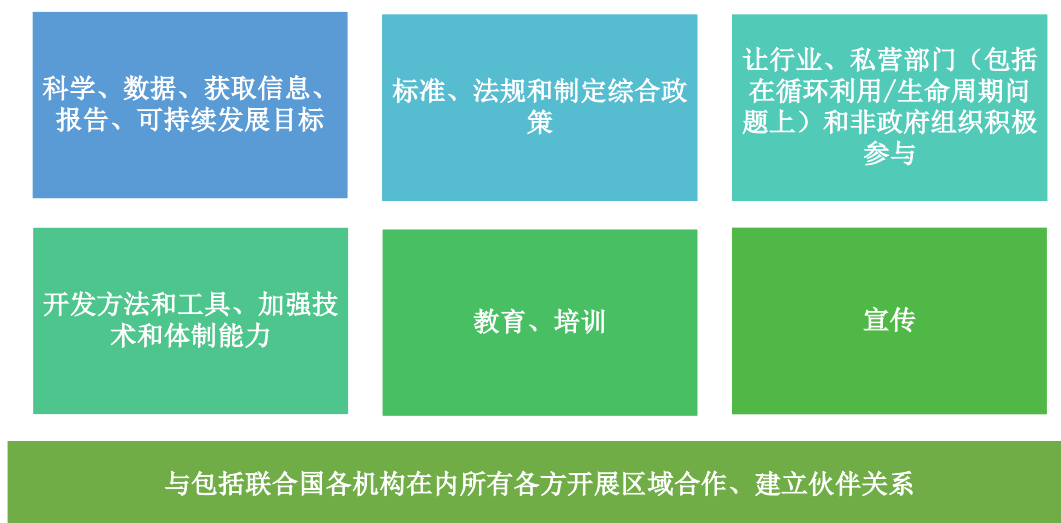 科学、数据、获取信息、
报告、可持续发展目标
标准、法规和制定综合政
策
让行业、私营部门（包括
在循环利用/生命周期问
题上）和非政府组织积极
参与
开发方法和工具、加强技
术和体制能力
教育、培训
宣传
与包括联合国各机构在内所有各方开展区域合作、建立伙伴关系